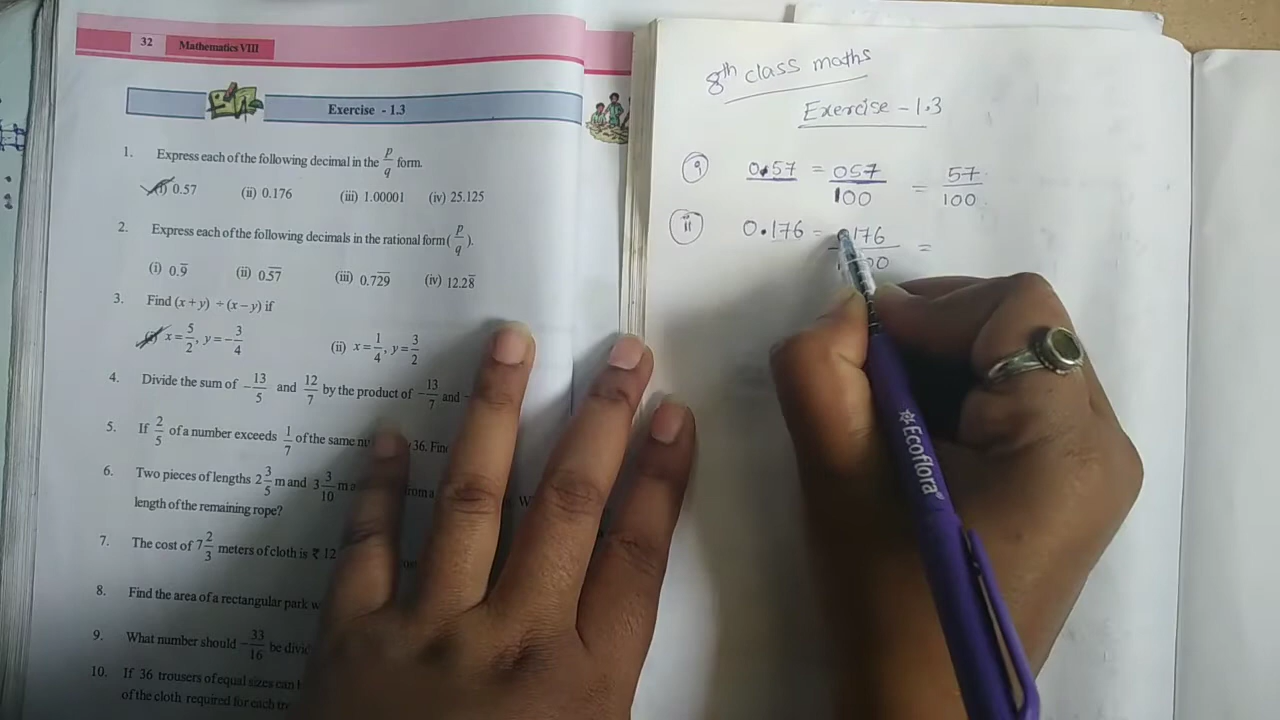 32 Mathematics VIII
Exercise - 1.3
1. Express each of the following decimal in the p/q form.
(i) 0.57 (ii) 0.176 (iii) 1.00001 (iv) 25.125
2. Express each of the following decimals in the rational form (p/q).
(i) 0.9̅ (ii) 0.5̅7̅ (iii) 0.72̅9̅ (iv) 12.28̅
3. Find (x + y) ÷ (x – y) if
(i) x = 5/2, y = – 3/4 (ii) x = 1/4, y = 3/2
4. Divide the sum of – 13/5 and 12/7 by the product of – 13/7 and –
5. If 2/5 of a number exceeds 1/7 of the same 36.
6. Two pieces of lengths 2 3/5 m and 3 3/10 m
length of the remaining rope?
7. The cost of 7 2/3 meters of cloth is ₹ 12
8. Find the area of a rectangular park
9. What number should – 33/16 be
10. If 36 trousers of equal sizes can
of the cloth required for each
8th class maths
Exercise - 1.3
0.57 = 057/100 = 57/100
(ii) 0.176 = 176/ =
Ecoflora